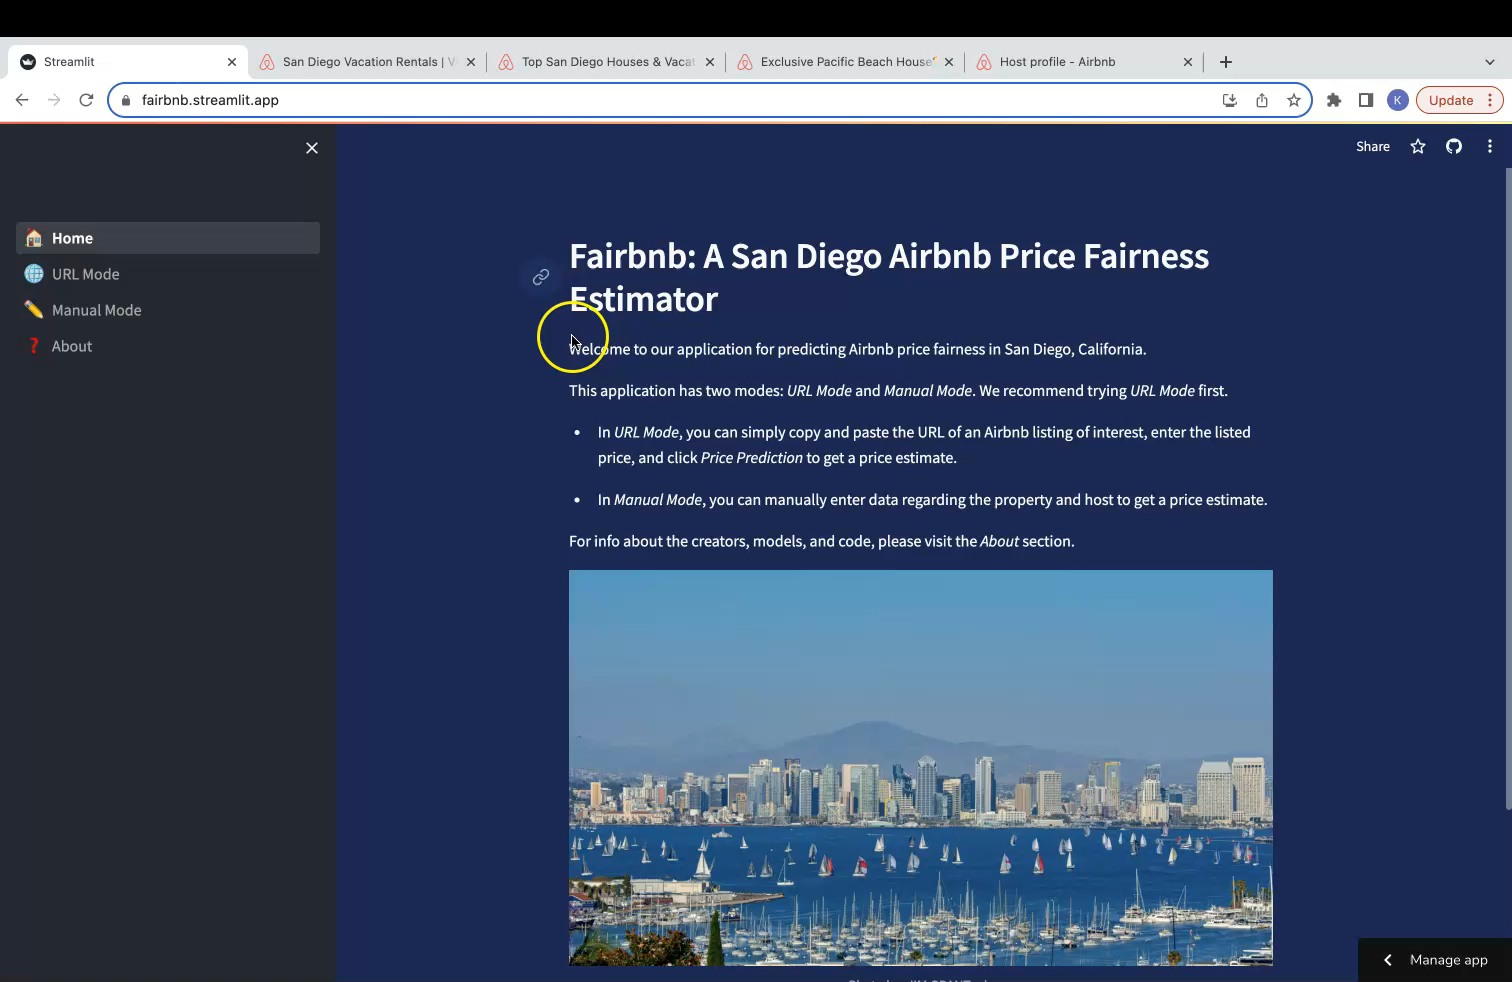 Streamlit
San Diego Vacation Rentals | V
Top San Diego Houses & Vacat
Exclusive Pacific Beach House
Host profile - Airbnb
fairbnb.streamlit.app
K
Update
Share
Home
URL Mode
Manual Mode
About
Fairbnb: A San Diego Airbnb Price Fairness
Estimator
Welcome to our application for predicting Airbnb price fairness in San Diego, California.
This application has two modes: URL Mode and Manual Mode. We recommend trying URL Mode first.
• In URL Mode, you can simply copy and paste the URL of an Airbnb listing of interest, enter the listed
price, and click Price Prediction to get a price estimate.
• In Manual Mode, you can manually enter data regarding the property and host to get a price estimate.
For info about the creators, models, and code, please visit the About section.
Manage app